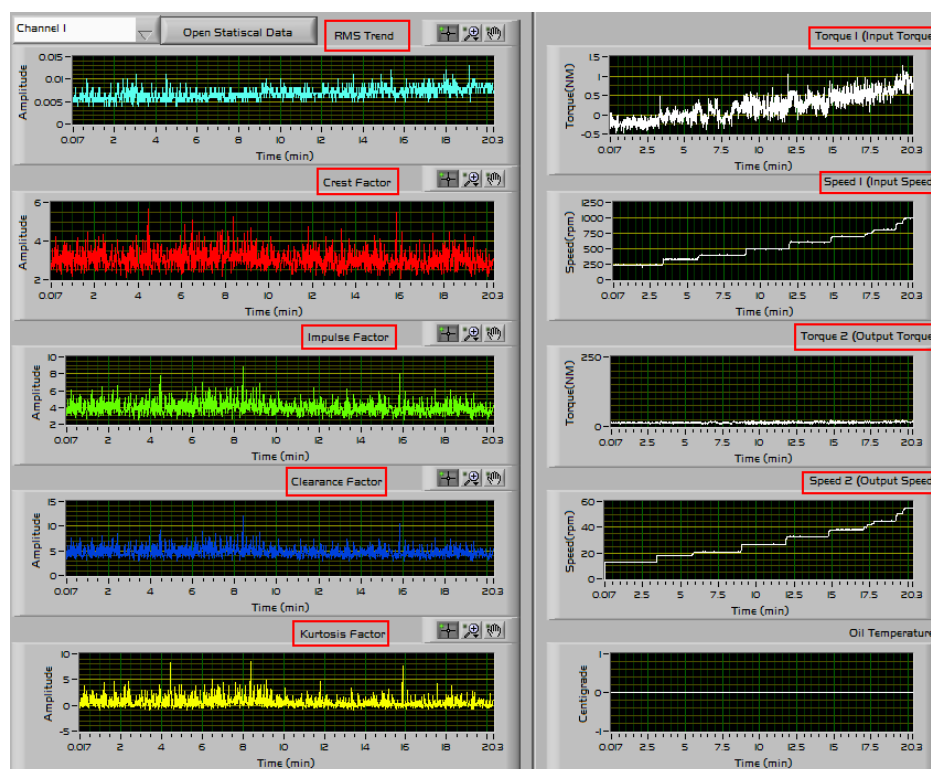 Channel 1
Open Statiscal Data
RMS Trend
0.015
0.01
0.005
0
Amplitude
0.017 2 4 6 8 10 12 14 16 18 20.3
Time (min)
Crest Factor
6
4
2
Amplitude
0.017 2 4 6 8 10 12 14 16 18 20.3
Time (min)
Impulse Factor
10
8
6
4
2
Amplitude
0.017 2 4 6 8 10 12 14 16 18 20.3
Time (min)
Clearance Factor
15
10
5
0
Amplitude
0.017 2 4 6 8 10 12 14 16 18 20.3
Time (min)
Kurtosis Factor
10
5
0
-5
Amplitude
0.017 2 4 6 8 10 12 14 16 18 20.3
Time (min)
Torque 1 (Input Torque
1.5
1
0.5
0
-0.5
Torque(NM)
0.017 2.5 5 7.5 10 12.5 15 17.5 20.3
Time (min)
Speed 1 (Input Speed
1250
1000
750
500
250
0
Speed(rpm)
0.017 2.5 5 7.5 10 12.5 15 17.5 20.3
Time (min)
Torque 2 (Output Torque
250
0
Torque(NM)
0.017 2.5 5 7.5 10 12.5 15 17.5 20.3
Time (min)
Speed 2 (Output Speed
60
40
20
0
Speed(rpm)
0.017 2.5 5 7.5 10 12.5 15 17.5 20.3
Time (min)
Oil Temperature
1
0
-1
Centigrade
0.017 2.5 5 7.5 10 12.5 15 17.5 20.3
Time (min)